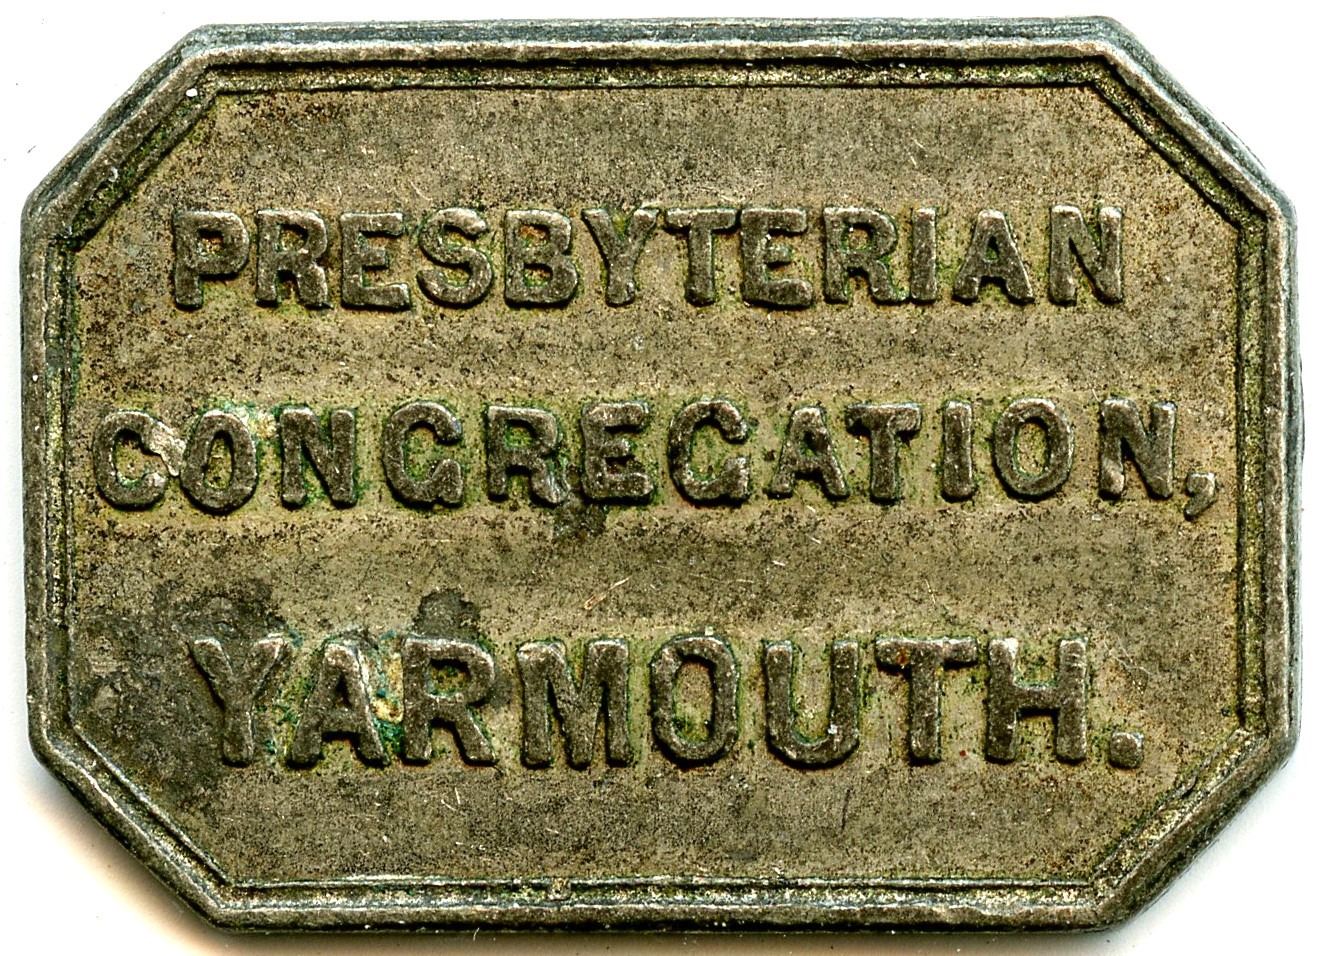 PRESBYTERIAN
CONGREGATION,
YARMOUTH.